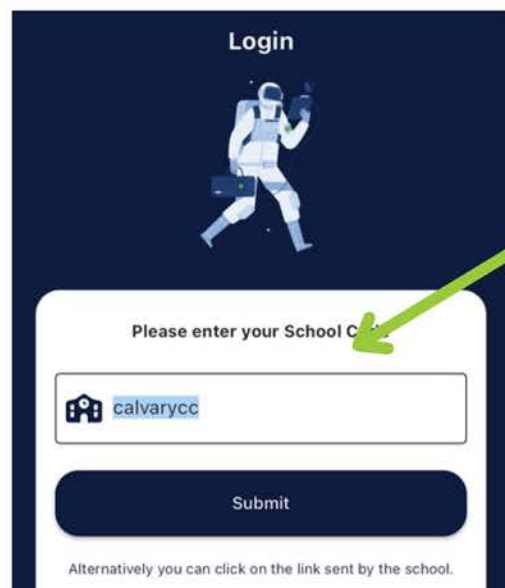 Login
Please enter your School
calvarycc
Submit
Alternatively you can click on the link sent by the school.